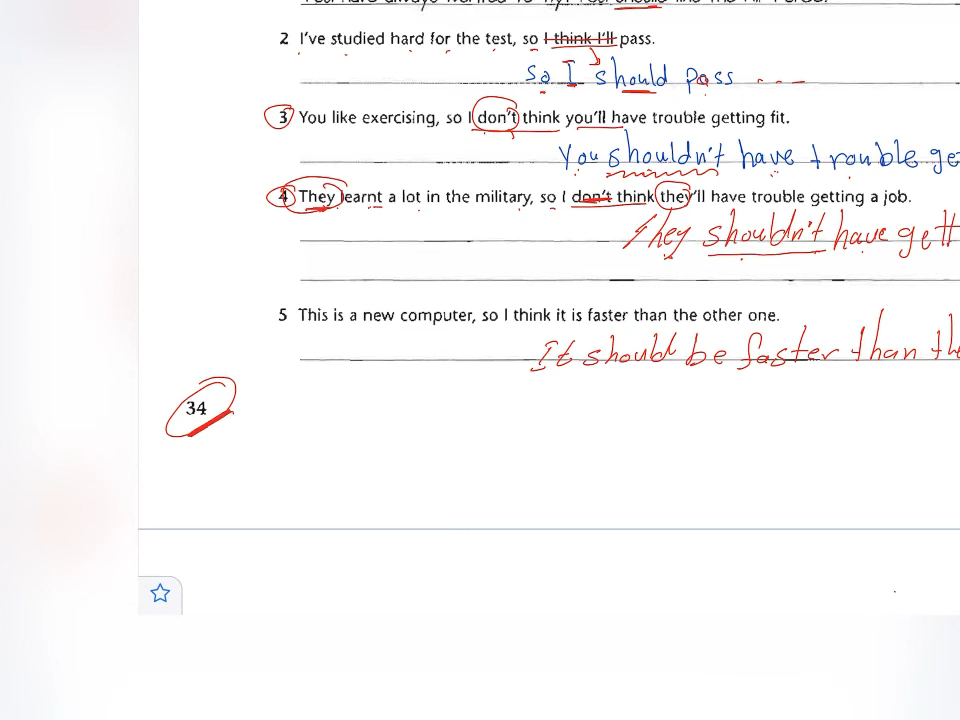 2 I've studied hard for the test, so I think I'll pass.
so I should pass ----
3 You like exercising, so I don't think you'll have trouble getting fit.
You shouldn't have trouble ge
4 They learnt a lot in the military, so I don't think they'll have trouble getting a job.
They shouldn't have gett
5 This is a new computer, so I think it is faster than the other one.
It should be faster than the
34